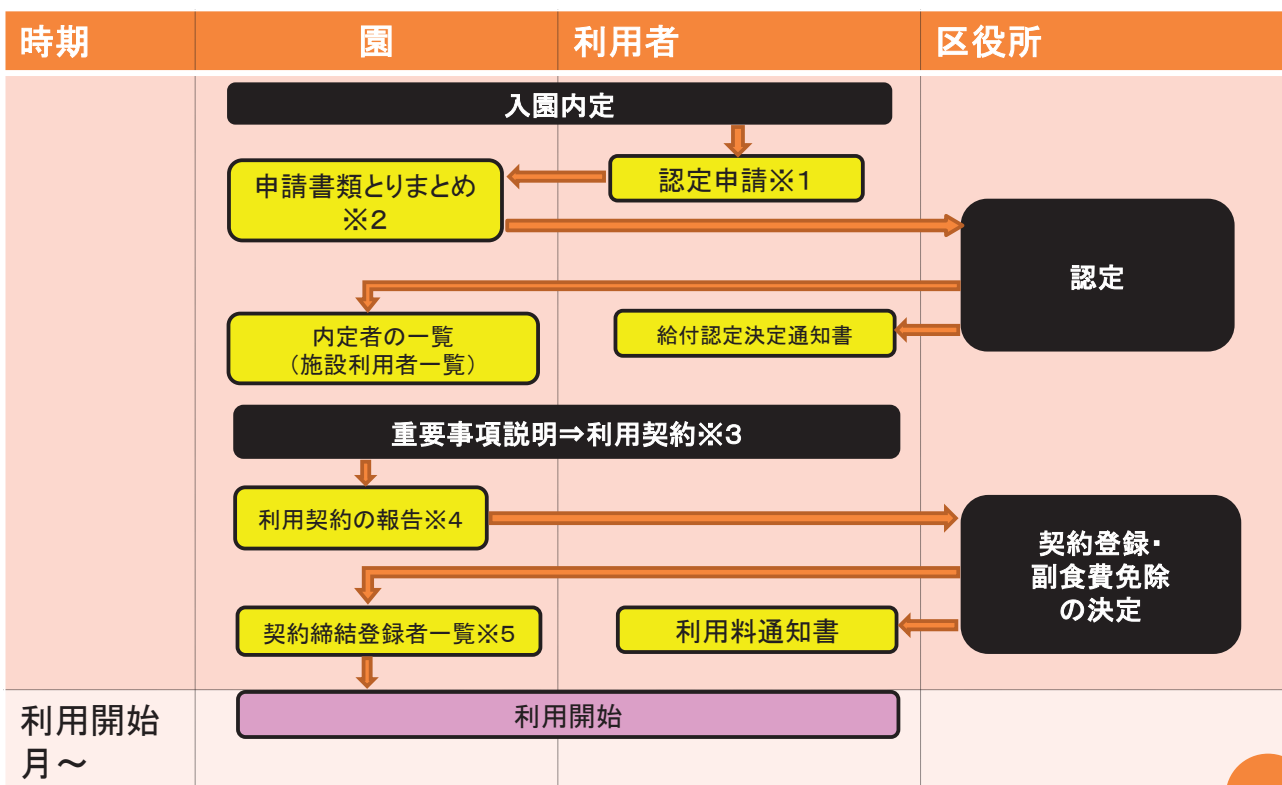 時期
園
利用者
区役所
入園内定
認定申請※1
申請書類とりまとめ
※2
認定
内定者の一覧
（施設利用者一覧）
給付認定決定通知書
重要事項説明⇒利用契約※3
利用契約の報告※4
契約登録・
副食費免除
の決定
契約締結登録者一覧※5
利用料通知書
利用開始
月～
利用開始